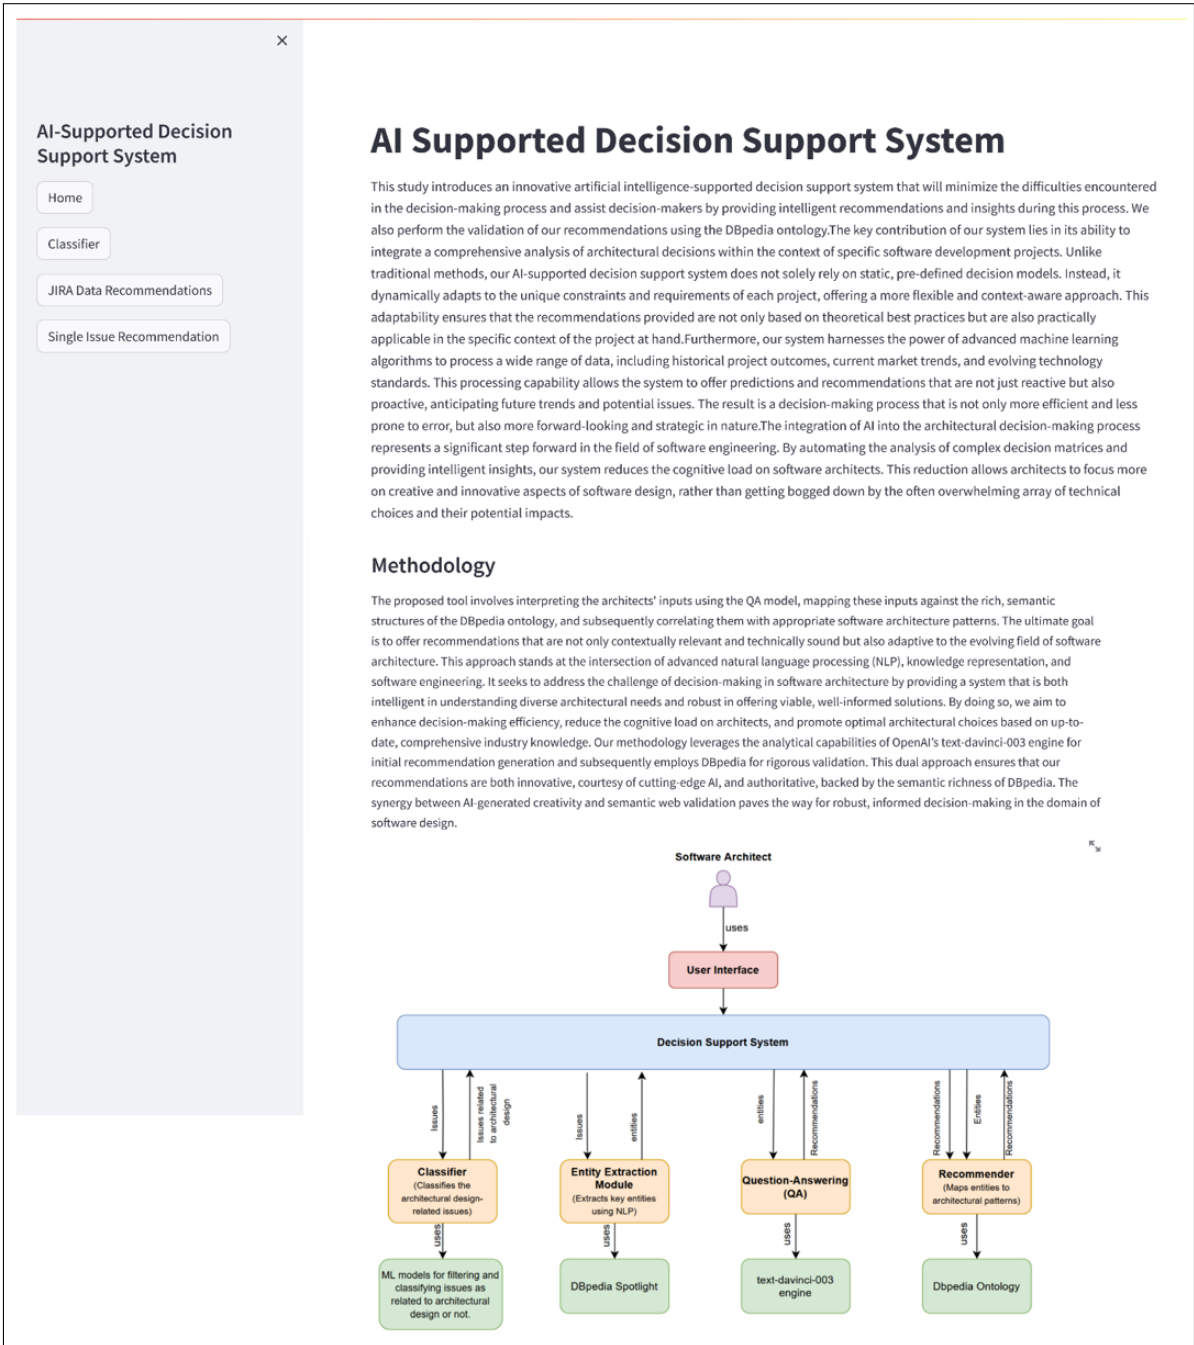 ×
AI-Supported Decision
Support System
Home
Classifier
JIRA Data Recommendations
Single Issue Recommendation
AI Supported Decision Support System
This study introduces an innovative artificial intelligence-supported decision support system that will minimize the difficulties encountered
in the decision-making process and assist decision-makers by providing intelligent recommendations and insights during this process. We
also perform the validation of our recommendations using the DBpedia ontology.The key contribution of our system lies in its ability to
integrate a comprehensive analysis of architectural decisions within the context of specific software development projects. Unlike
traditional methods, our AI-supported decision support system does not solely rely on static, pre-defined decision models. Instead, it
dynamically adapts to the unique constraints and requirements of each project, offering a more flexible and context-aware approach. This
adaptability ensures that the recommendations provided are not only based on theoretical best practices but are also practically
applicable in the specific context of the project at hand.Furthermore, our system harnesses the power of advanced machine learning
algorithms to process a wide range of data, including historical project outcomes, current market trends, and evolving technology
standards. This processing capability allows the system to offer predictions and recommendations that are not just reactive but also
proactive, anticipating future trends and potential issues. The result is a decision-making process that is not only more efficient and less
prone to error, but also more forward-looking and strategic in nature.The integration of AI into the architectural decision-making process
represents a significant step forward in the field of software engineering. By automating the analysis of complex decision matrices and
providing intelligent insights, our system reduces the cognitive load on software architects. This reduction allows architects to focus more
on creative and innovative aspects of software design, rather than getting bogged down by the often overwhelming array of technical
choices and their potential impacts.
Methodology
The proposed tool involves interpreting the architects' inputs using the QA model, mapping these inputs against the rich, semantic
structures of the DBpedia ontology, and subsequently correlating them with appropriate software architecture patterns. The ultimate goal
is to offer recommendations that are not only contextually relevant and technically sound but also adaptive to the evolving field of software
architecture. This approach stands at the intersection of advanced natural language processing (NLP), knowledge representation, and
software engineering. It seeks to address the challenge of decision-making in software architecture by providing a system that is both
intelligent in understanding diverse architectural needs and robust in offering viable, well-informed solutions. By doing so, we aim to
enhance decision-making efficiency, reduce the cognitive load on architects, and promote optimal architectural choices based on up-to-
date, comprehensive industry knowledge. Our methodology leverages the analytical capabilities of OpenAI's text-davinci-003 engine for
initial recommendation generation and subsequently employs DBpedia for rigorous validation. This dual approach ensures that our
recommendations are both innovative, courtesy of cutting-edge AI, and authoritative, backed by the semantic richness of DBpedia. The
synergy between AI-generated creativity and semantic web validation paves the way for robust, informed decision-making in the domain of
software design.
Software Architect
uses
User Interface
Decision Support System
Issues
Issues related
to architectural
design
Issues
entities
entities
Recommendations
Recommendations
Entities
Recommendations
Classifier
(Classifies the
architectural design-
related issues)
Entity Extraction
Module
(Extracts key entities
using NLP)
Question-Answering
(QA)
Recommender
(Maps entities to
architectural patterns)
uses
uses
uses
uses
ML models for filtering and
classifying issues as
related to architectural
design or not.
DBpedia Spotlight
text-davinci-003
engine
Dbpedia Ontology